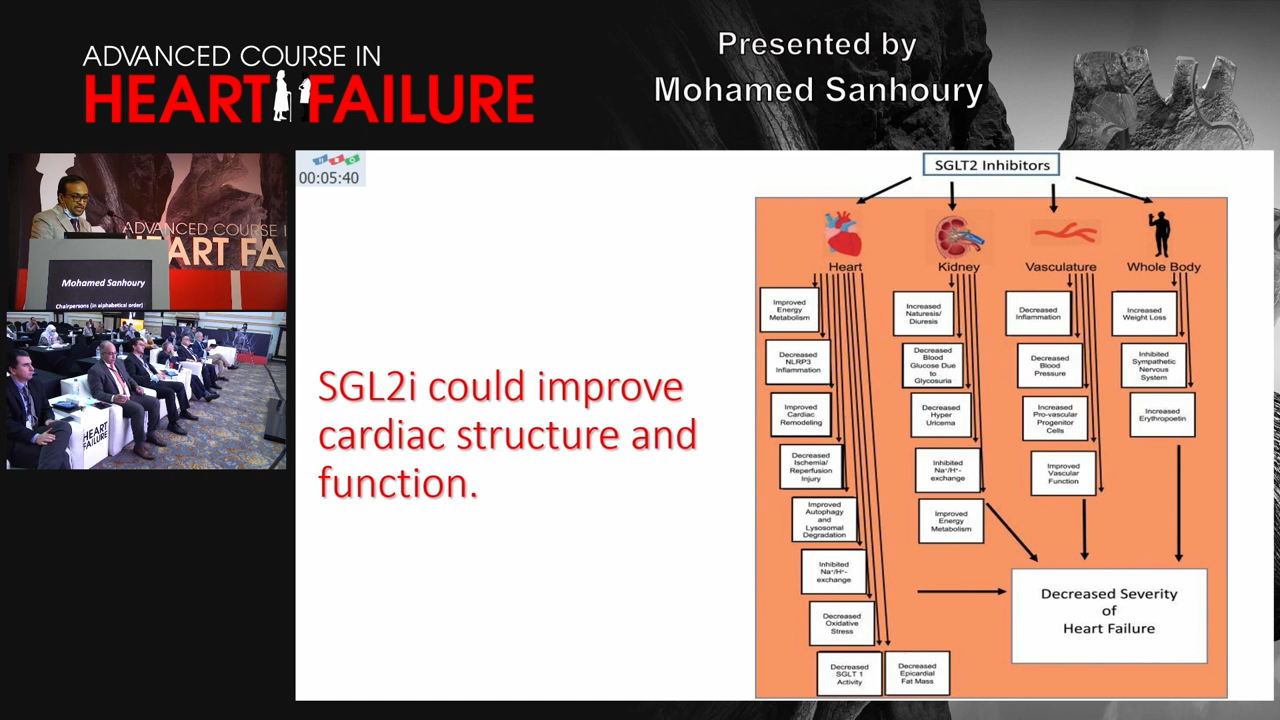 ADVANCED COURSE IN
HEART FAILURE
Presented by
Mohamed Sanhoury
ADVANCED COURSE I
HEART FA
Mohamed Sanhoury
Chairpersons (in alphabetical order)
HEART
FAILURE
00:05:40
SGL2i could improve
cardiac structure and
function.
SGLT2 Inhibitors
Heart
Improved
Energy
Metabolism
Decreased
NLRP3
Inflammation
Improved
Cardiac
Remodeling
Decreased
Ischemia/
Reperfusion
Injury
Improved
Autophagy
and
Lysosomal
Degradation
Inhibited
Na⁺/H⁺-
exchange
Decreased
Oxidative
Stress
Decreased
SGLT 1
Activity
Decreased
Epicardial
Fat Mass
Kidney
Increased
Naturesis/
Diuresis
Decreased
Blood
Glucose Due
to
Glycosuria
Decreased
Hyper
Uricema
Inhibited
Na⁺/H⁺-
exchange
Improved
Energy
Metabolism
Vasculature
Decreased
Inflammation
Decreased
Blood
Pressure
Increased
Pro-vascular
Progenitor
Cells
Improved
Vascular
Function
Whole Body
Increased
Weight Loss
Inhibited
Sympathetic
Nervous
System
Increased
Erythropoetin
Decreased Severity
of
Heart Failure